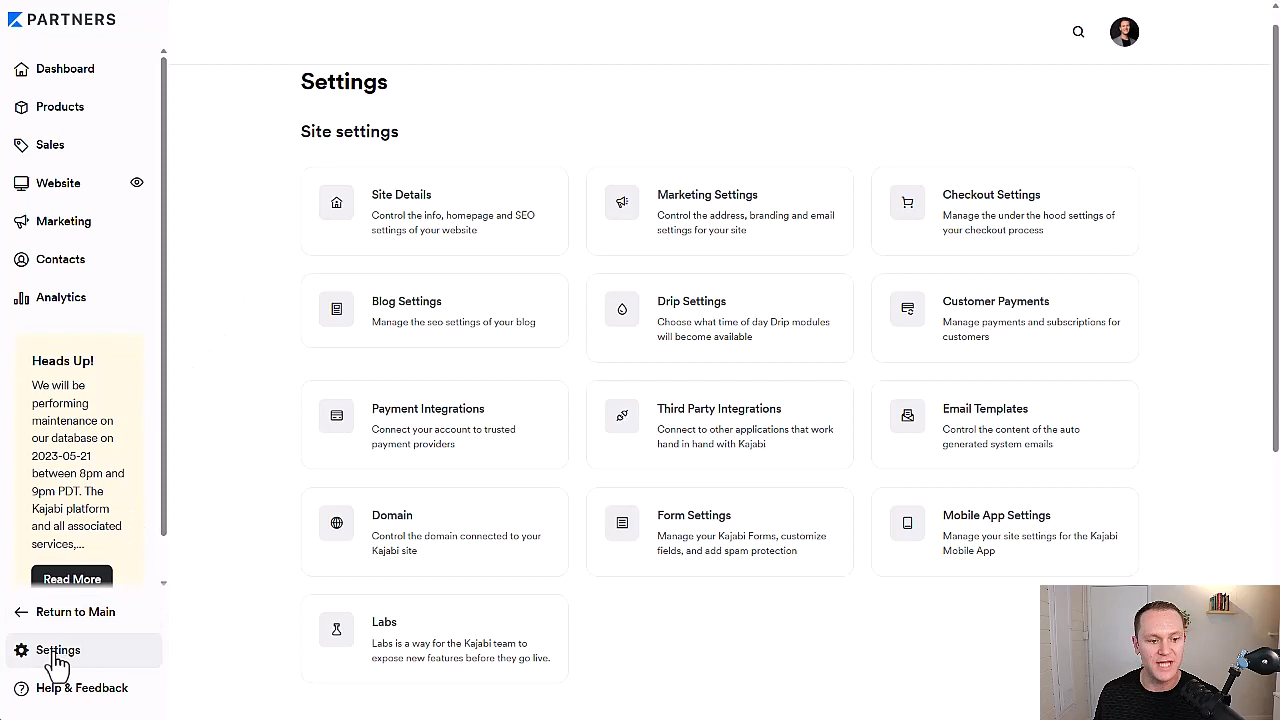 PARTNERS
Dashboard
Products
Sales
Website
Marketing
Contacts
Analytics
Heads Up!
We will be
performing
maintenance on
our database on
2023-05-21
between 8pm and
9pm PDT. The
Kajabi platform
and all associated
services,...
Read More
Return to Main
Settings
Help & Feedback
Settings
Site settings
Site Details
Control the info, homepage and SEO
settings of your website
Marketing Settings
Control the address, branding and email
settings for your site
Checkout Settings
Manage the under the hood settings of
your checkout process
Blog Settings
Manage the seo settings of your blog
Drip Settings
Choose what time of day Drip modules
will become available
Customer Payments
Manage payments and subscriptions for
customers
Payment Integrations
Connect your account to trusted
payment providers
Third Party Integrations
Connect to other applications that work
hand in hand with Kajabi
Email Templates
Control the content of the auto
generated system emails
Domain
Control the domain connected to your
Kajabi site
Form Settings
Manage your Kajabi Forms, customize
fields, and add spam protection
Mobile App Settings
Manage your site settings for the Kajabi
Mobile App
Labs
Labs is a way for the Kajabi team to
expose new features before they go live.